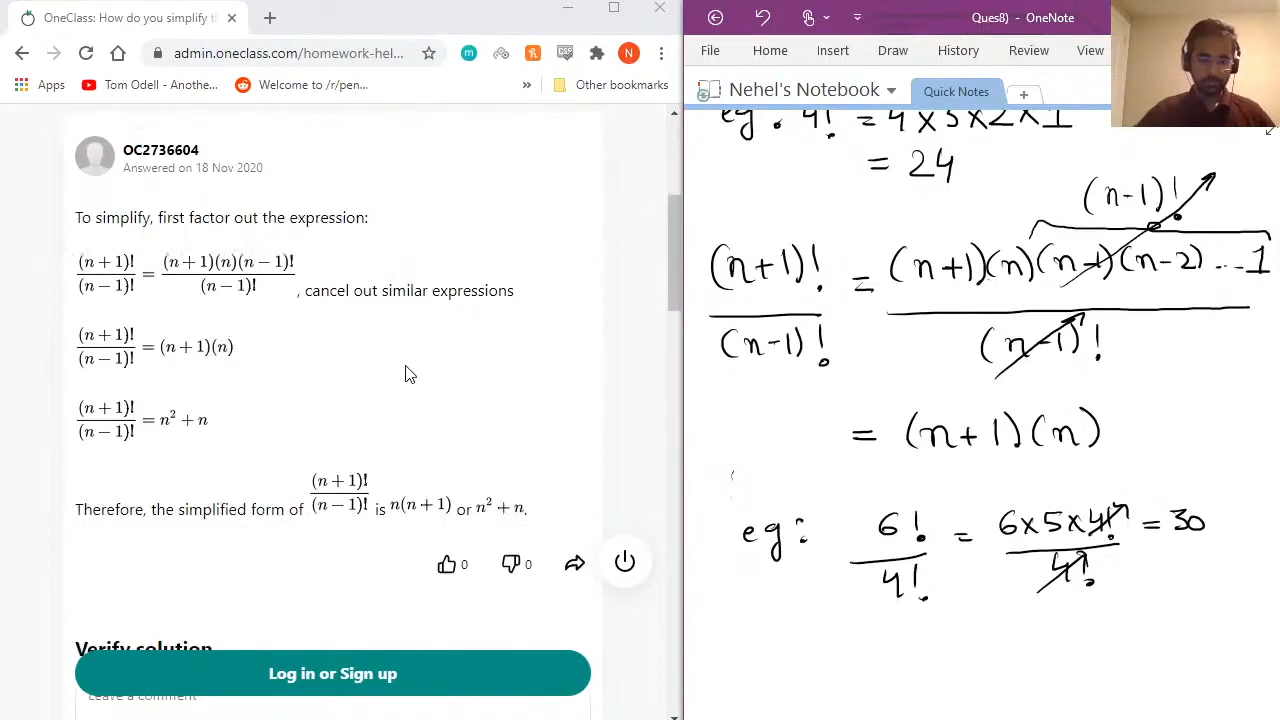 OneClass: How do you simplify t
admin.oneclass.com/homework-hel...
Apps
Tom Odell - Anothe...
Welcome to /r/pen...
»
Other bookmarks
OC2736604
Answered on 18 Nov 2020
To simplify, first factor out the expression:
(n + 1)!/(n − 1)! = (n + 1)(n)(n − 1)!/(n − 1)! , cancel out similar expressions
(n + 1)!/(n − 1)! = (n + 1)(n)
(n + 1)!/(n − 1)! = n² + n
Therefore, the simplified form of (n + 1)!/(n − 1)! is n(n + 1) or n² + n.
0
0
Verify solution
Log in or Sign up
Leave a comment
Ques8) - OneNote
File Home Insert Draw History Review View
Nehel's Notebook
Quick Notes
eg. 4! = 4 x 3 x 2 x 1
= 24
(n-1)!
(n+1)!/(n-1)! = (n+1)(n)(n-1)(n-2)...1/(n-1)!
= (n+1)(n)
eg: 6!/4! = 6x5x4!/4! = 30